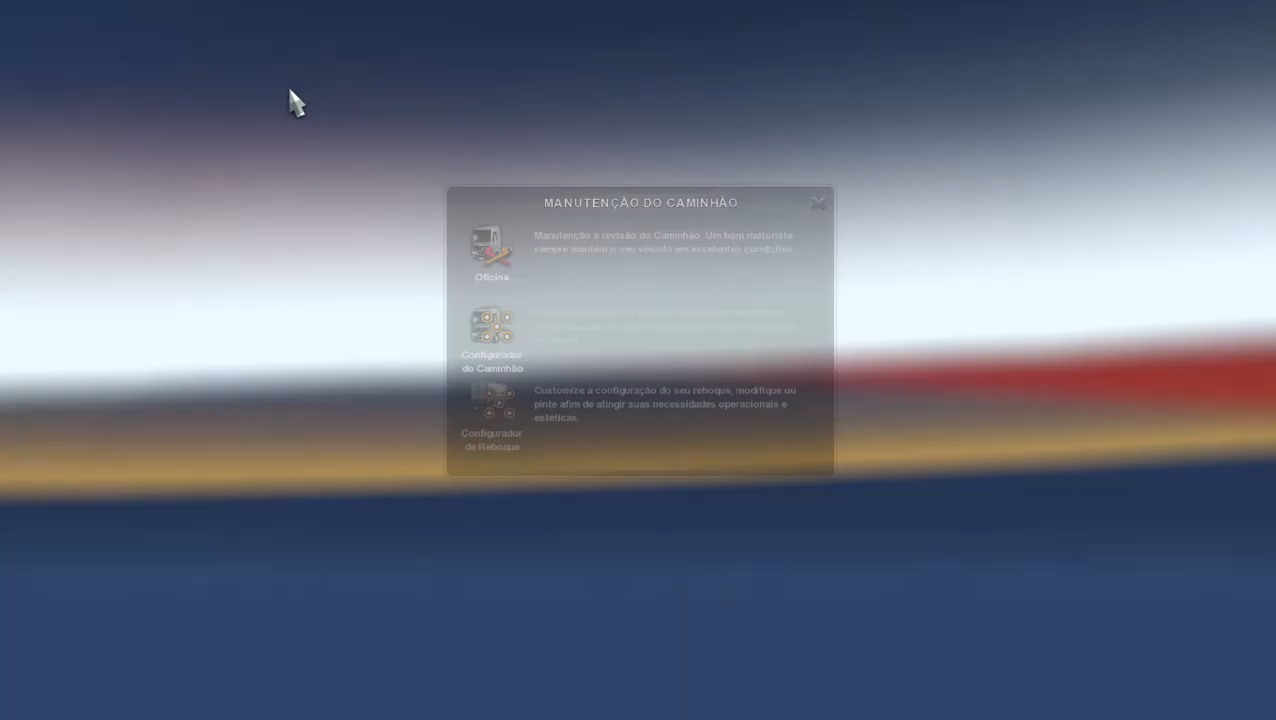 MANUTENÇÃO DO CAMINHÃO
Manutenção e revisão do Caminhão. Um bom motorista
sempre mantém o seu veículo em excelentes condições.
Oficina
Configurador
do Caminhão
Customize a configuração do seu reboque, modifique ou
pinte afim de atingir suas necessidades operacionais e
estéticas.
Configurador
de Reboque